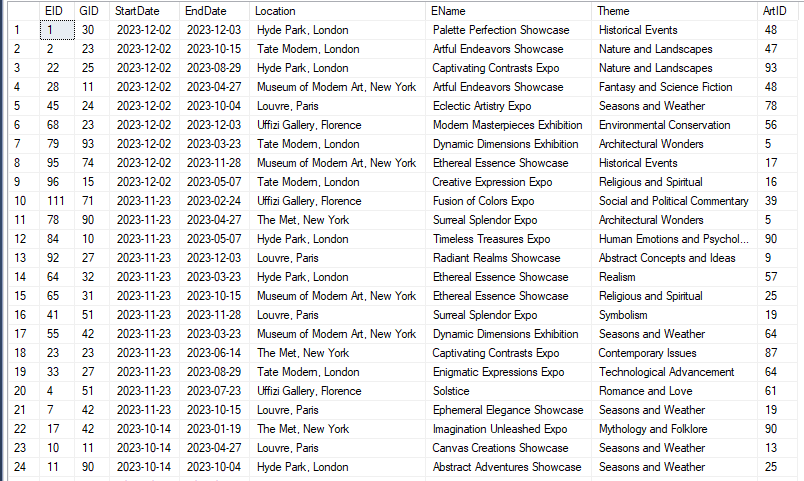 EID GID StartDate EndDate Location EName Theme ArtID
1 1 30 2023-12-02 2023-12-03 Hyde Park, London Palette Perfection Showcase Historical Events 48
2 2 23 2023-12-02 2023-10-15 Tate Modern, London Artful Endeavors Showcase Nature and Landscapes 47
3 22 25 2023-12-02 2023-08-29 Hyde Park, London Captivating Contrasts Expo Nature and Landscapes 93
4 28 11 2023-12-02 2023-04-27 Museum of Modern Art, New York Artful Endeavors Showcase Fantasy and Science Fiction 48
5 45 24 2023-12-02 2023-10-04 Louvre, Paris Eclectic Artistry Expo Seasons and Weather 78
6 68 23 2023-12-02 2023-12-03 Uffizi Gallery, Florence Modern Masterpieces Exhibition Environmental Conservation 56
7 79 93 2023-12-02 2023-03-23 Tate Modern, London Dynamic Dimensions Exhibition Architectural Wonders 5
8 95 74 2023-12-02 2023-11-28 Museum of Modern Art, New York Ethereal Essence Showcase Historical Events 17
9 96 15 2023-12-02 2023-05-07 Tate Modern, London Creative Expression Expo Religious and Spiritual 16
10 111 71 2023-11-23 2023-02-24 Uffizi Gallery, Florence Fusion of Colors Expo Social and Political Commentary 39
11 78 90 2023-11-23 2023-04-27 The Met, New York Surreal Splendor Expo Architectural Wonders 5
12 84 10 2023-11-23 2023-05-07 Hyde Park, London Timeless Treasures Expo Human Emotions and Psychol... 90
13 92 27 2023-11-23 2023-12-03 Louvre, Paris Radiant Realms Showcase Abstract Concepts and Ideas 9
14 64 32 2023-11-23 2023-03-23 Hyde Park, London Ethereal Essence Showcase Realism 57
15 65 31 2023-11-23 2023-10-15 Museum of Modern Art, New York Ethereal Essence Showcase Religious and Spiritual 25
16 41 51 2023-11-23 2023-11-28 Louvre, Paris Surreal Splendor Expo Symbolism 19
17 55 42 2023-11-23 2023-03-23 Museum of Modern Art, New York Dynamic Dimensions Exhibition Seasons and Weather 64
18 23 23 2023-11-23 2023-06-14 The Met, New York Captivating Contrasts Expo Contemporary Issues 87
19 33 27 2023-11-23 2023-08-29 Tate Modern, London Enigmatic Expressions Expo Technological Advancement 64
20 4 51 2023-11-23 2023-07-23 Uffizi Gallery, Florence Solstice Romance and Love 61
21 7 42 2023-11-23 2023-10-15 Louvre, Paris Ephemeral Elegance Showcase Seasons and Weather 19
22 17 42 2023-10-14 2023-01-19 The Met, New York Imagination Unleashed Expo Mythology and Folklore 90
23 10 11 2023-10-14 2023-04-27 Louvre, Paris Canvas Creations Showcase Seasons and Weather 13
24 11 90 2023-10-14 2023-10-04 Hyde Park, London Abstract Adventures Showcase Seasons and Weather 25